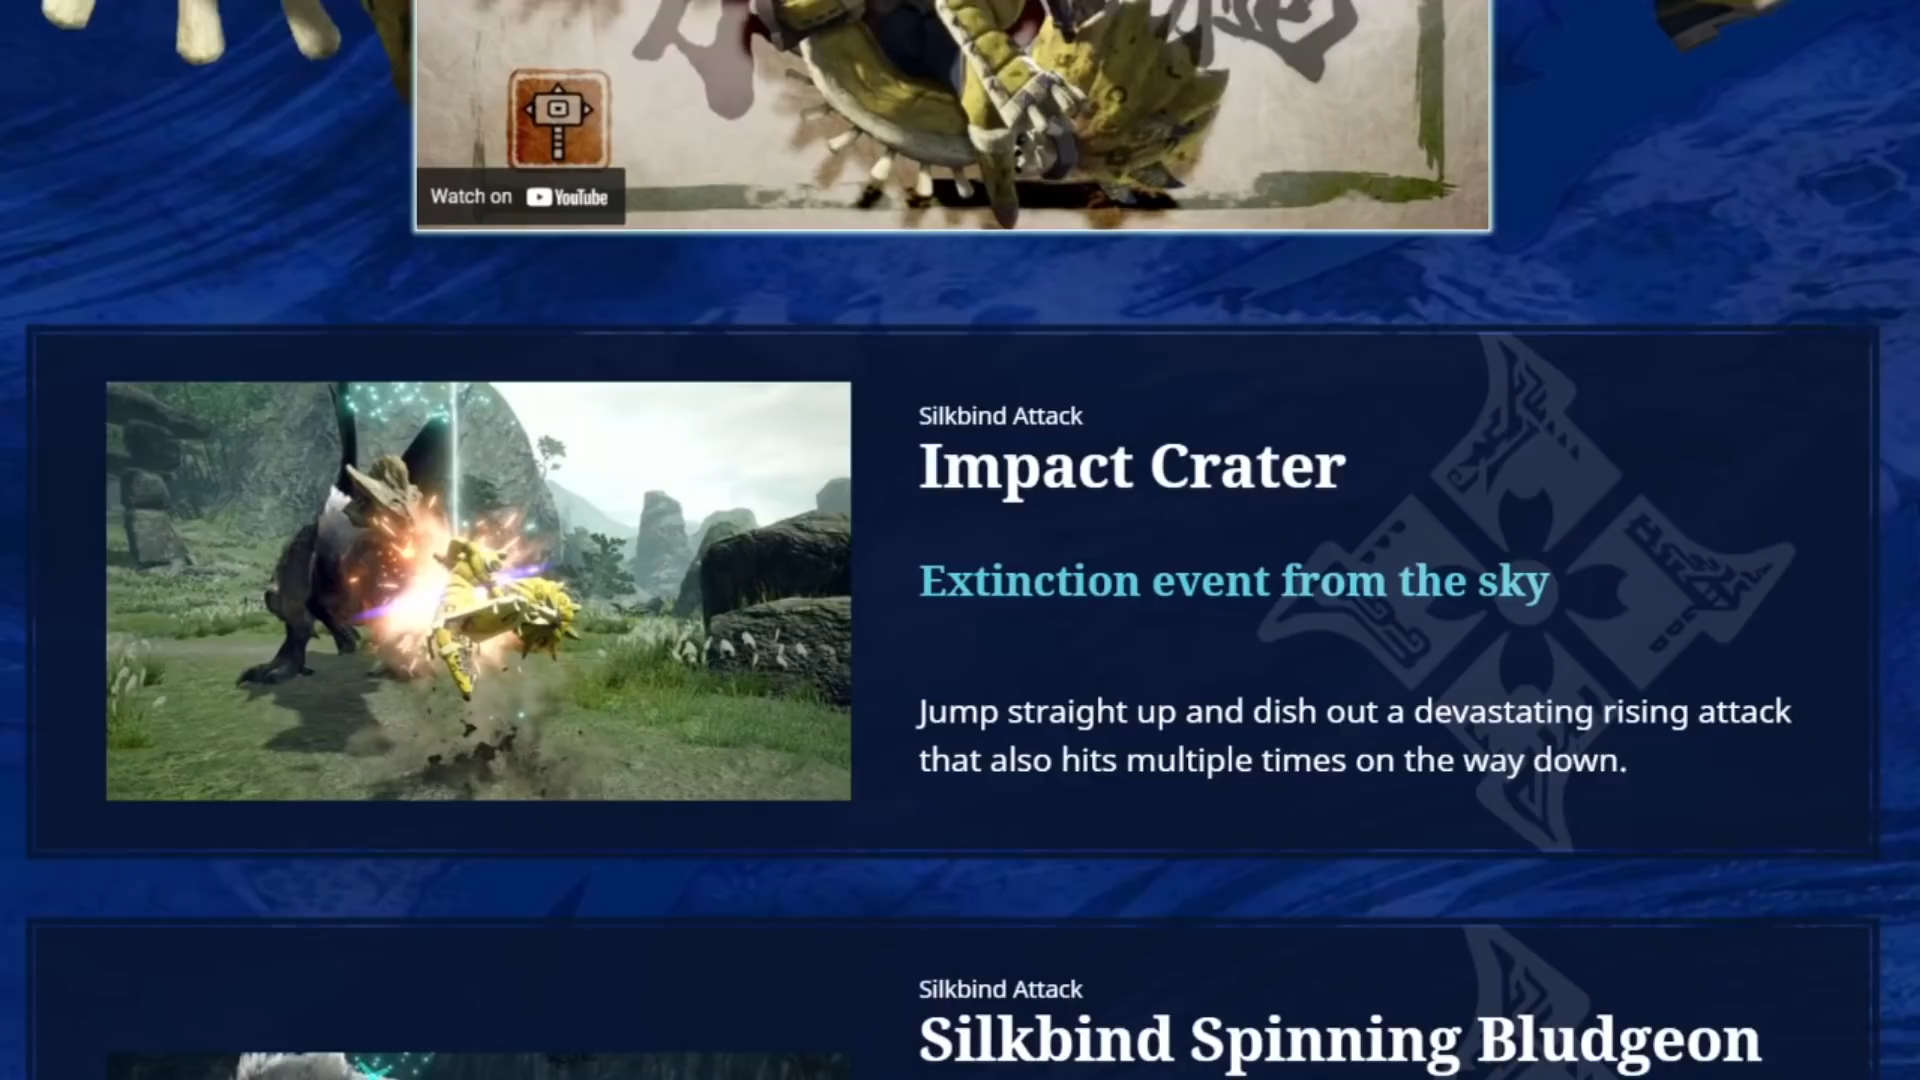 Watch on YouTube
Silkbind Attack
Impact Crater
Extinction event from the sky
Jump straight up and dish out a devastating rising attack
that also hits multiple times on the way down.
Silkbind Attack
Silkbind Spinning Bludgeon